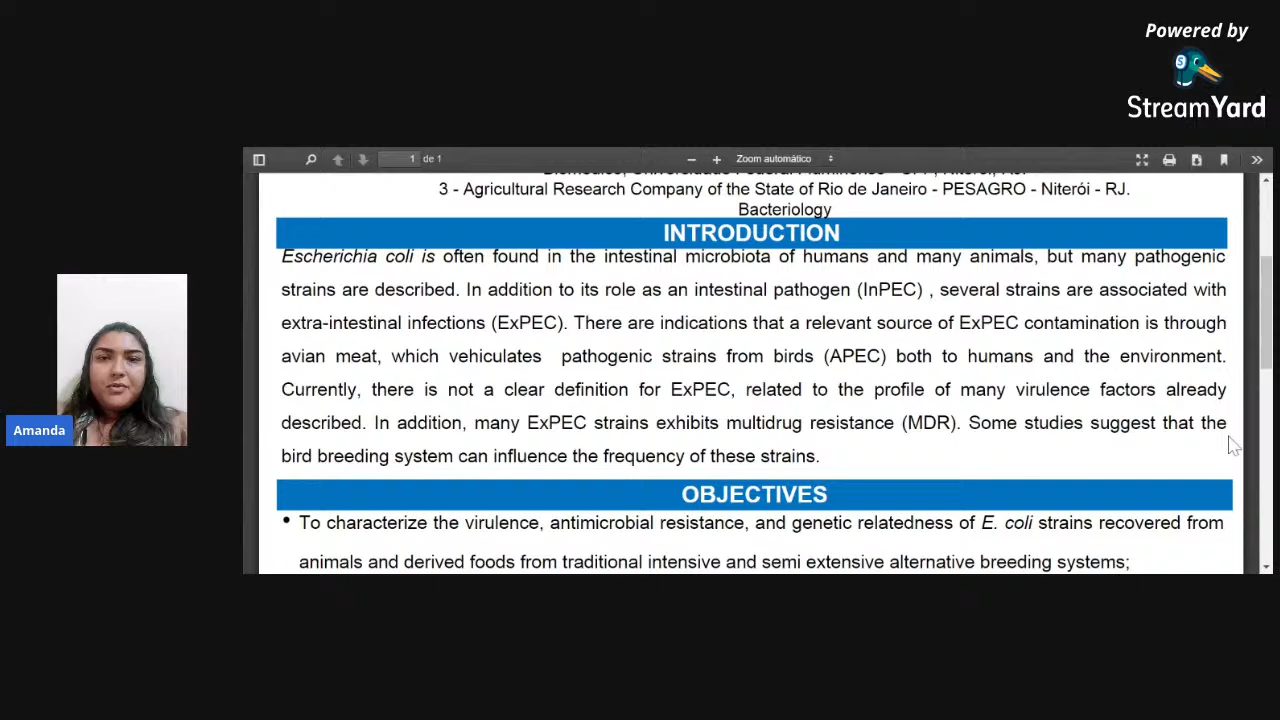 Powered by
StreamYard
1 de 1
Zoom automático
3 - Agricultural Research Company of the State of Rio de Janeiro - PESAGRO - Niterói - RJ.
Bacteriology
INTRODUCTION
Escherichia coli is often found in the intestinal microbiota of humans and many animals, but many pathogenic
strains are described. In addition to its role as an intestinal pathogen (InPEC) , several strains are associated with
extra-intestinal infections (ExPEC). There are indications that a relevant source of ExPEC contamination is through
avian meat, which vehiculates pathogenic strains from birds (APEC) both to humans and the environment.
Currently, there is not a clear definition for ExPEC, related to the profile of many virulence factors already
described. In addition, many ExPEC strains exhibits multidrug resistance (MDR). Some studies suggest that the
bird breeding system can influence the frequency of these strains.
OBJECTIVES
• To characterize the virulence, antimicrobial resistance, and genetic relatedness of E. coli strains recovered from
animals and derived foods from traditional intensive and semi extensive alternative breeding systems;
Amanda